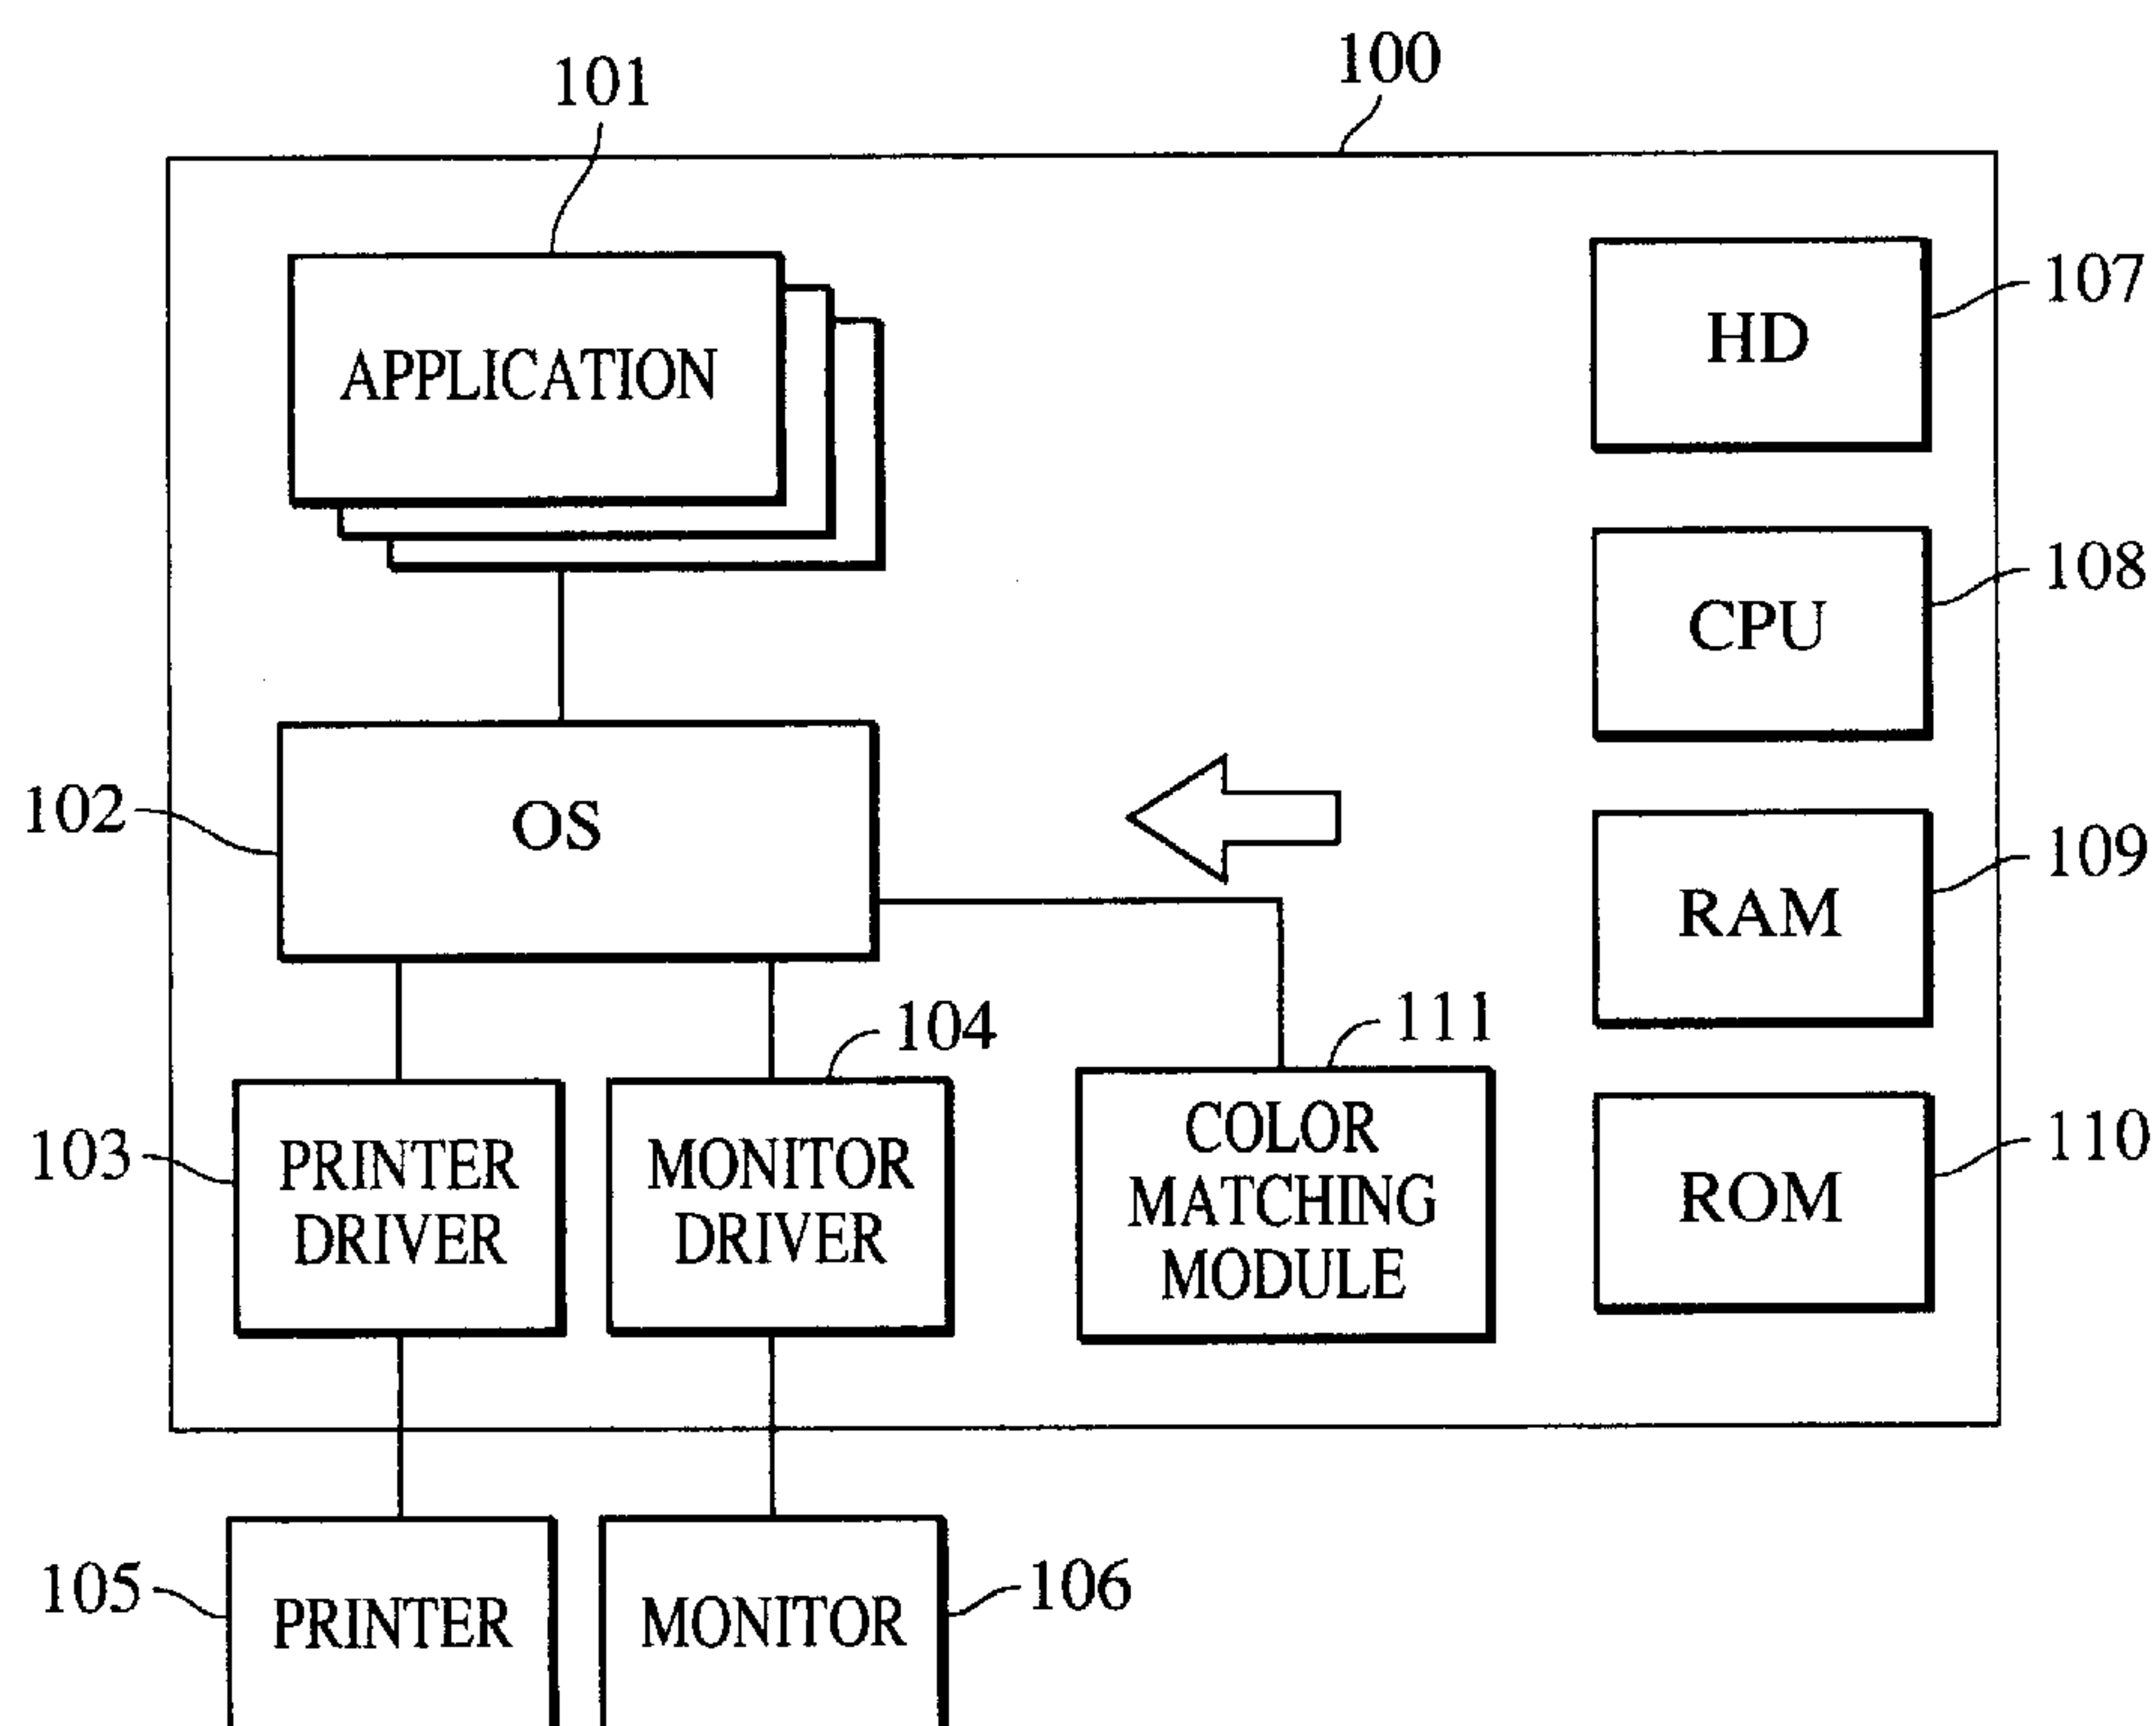 100
101
107
APPLICATION
HD
108
CPU
102
OS
109
RAM
104
111
103
PRINTER
DRIVER
MONITOR
DRIVER
COLOR
MATCHING
MODULE
110
ROM
105
PRINTER
MONITOR
106